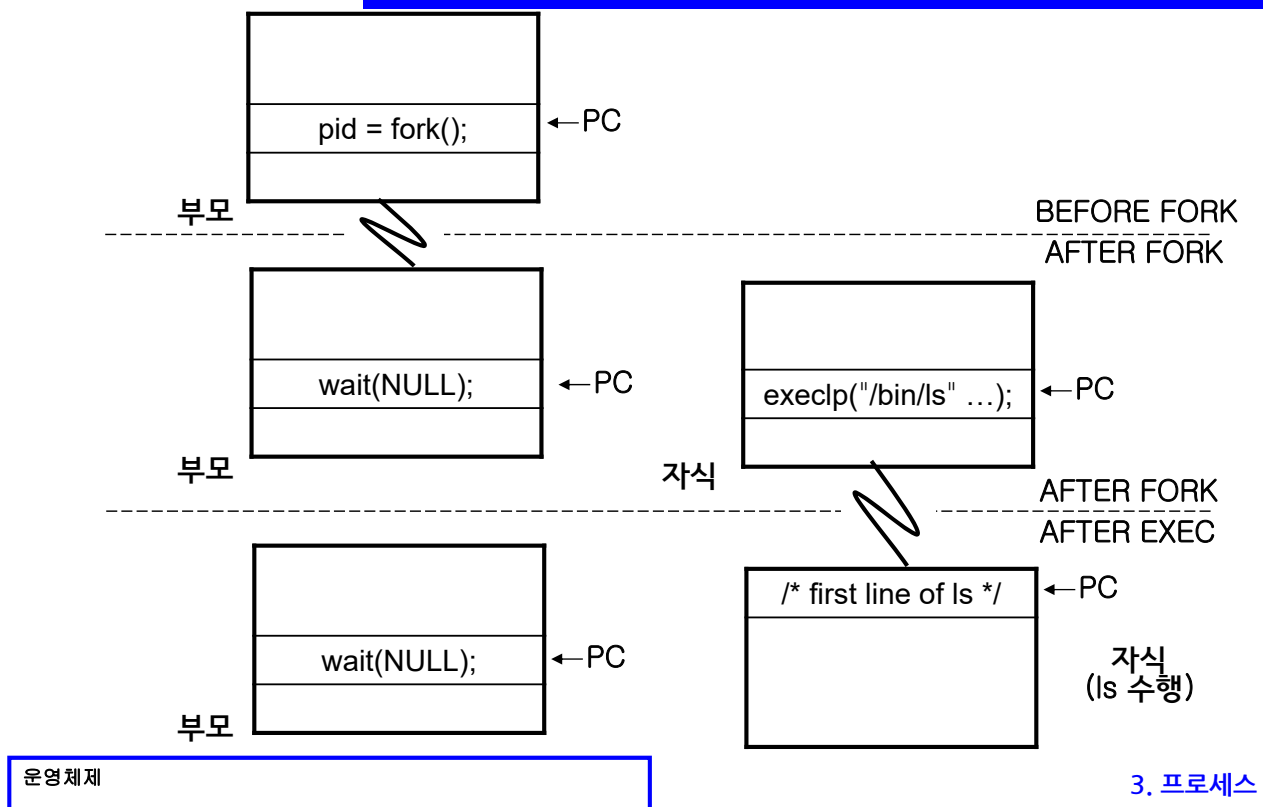 pid = fork();
←PC
부모
BEFORE FORK
AFTER FORK
wait(NULL);
←PC
execlp("/bin/ls" …);
←PC
부모
자식
AFTER FORK
AFTER EXEC
/* first line of ls */
←PC
wait(NULL);
←PC
자식
(ls 수행)
부모
운영체제
3. 프로세스